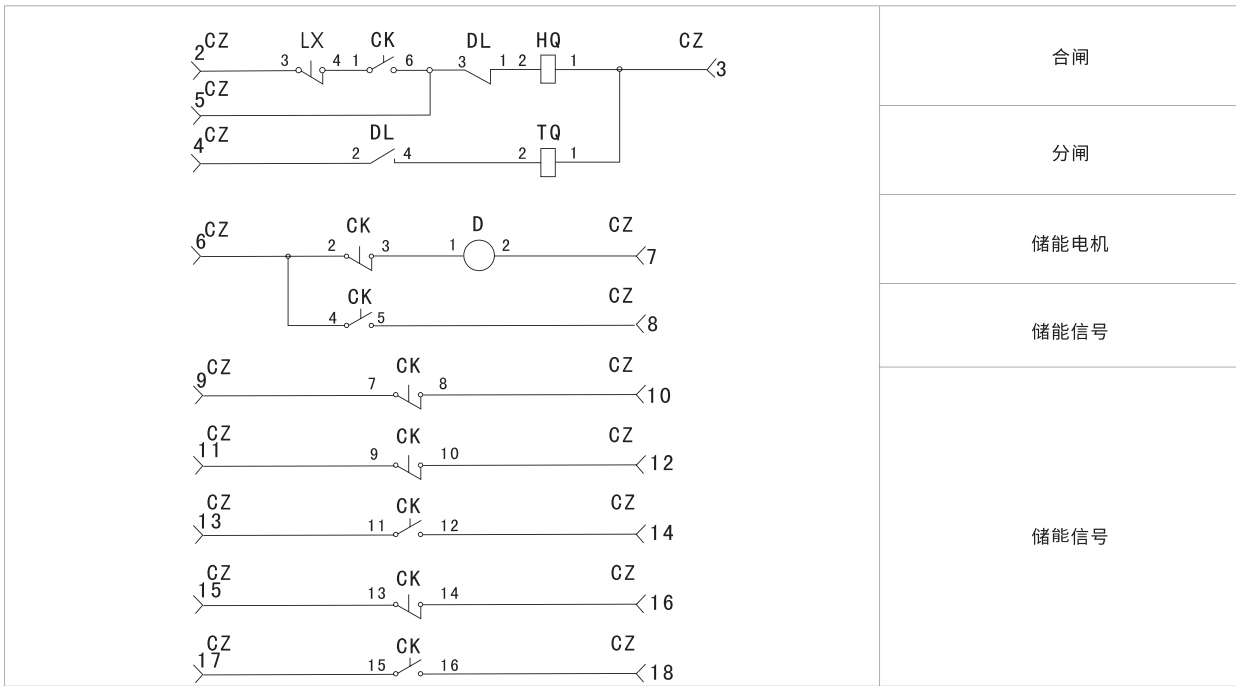 CZ LX CK DL HQ CZ
2 3 4 1 6 3 1 2 1 3
合闸
CZ
5
CZ DL TQ
4 2 4 2 1
分闸
CZ CK D CZ
6 2 3 1 2 7
储能电机
CK CZ
4 5 8
储能信号
CZ CK CZ
9 7 8 10
CZ CK CZ
11 9 10 12
CZ CK CZ
13 11 12 14
储能信号
CZ CK CZ
15 13 14 16
CZ CK CZ
17 15 16 18